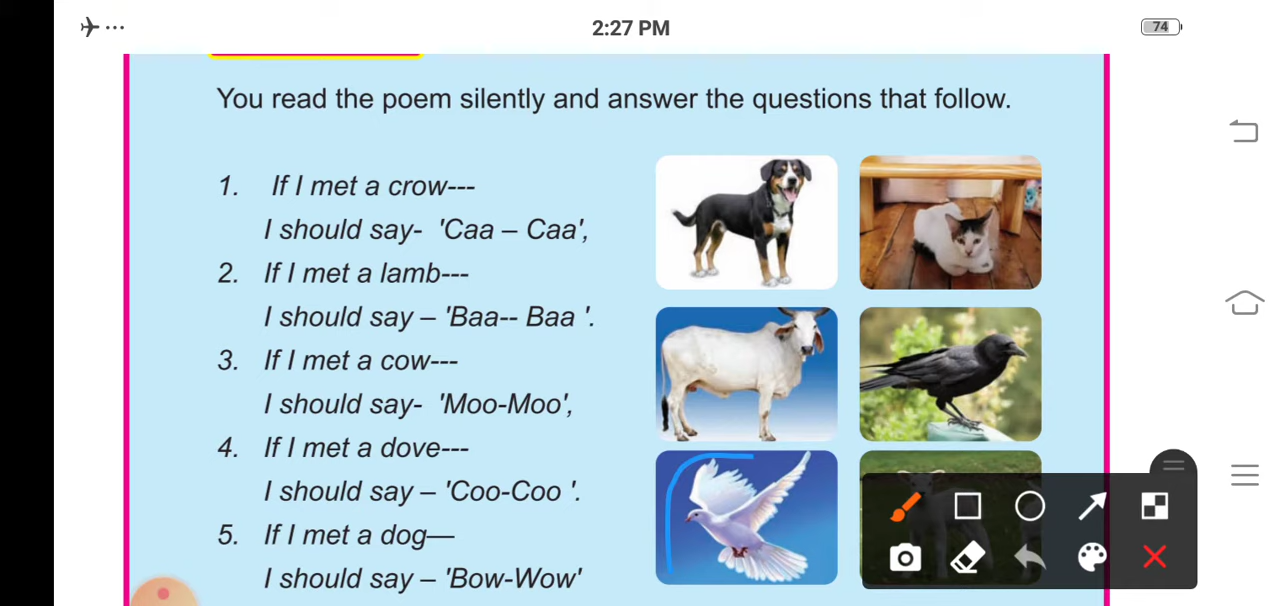 2:27 PM
74
You read the poem silently and answer the questions that follow.
1. If I met a crow---
I should say- 'Caa – Caa',
2. If I met a lamb---
I should say – 'Baa-- Baa '.
3. If I met a cow---
I should say- 'Moo-Moo',
4. If I met a dove---
I should say – 'Coo-Coo '.
5. If I met a dog—
I should say – 'Bow-Wow'